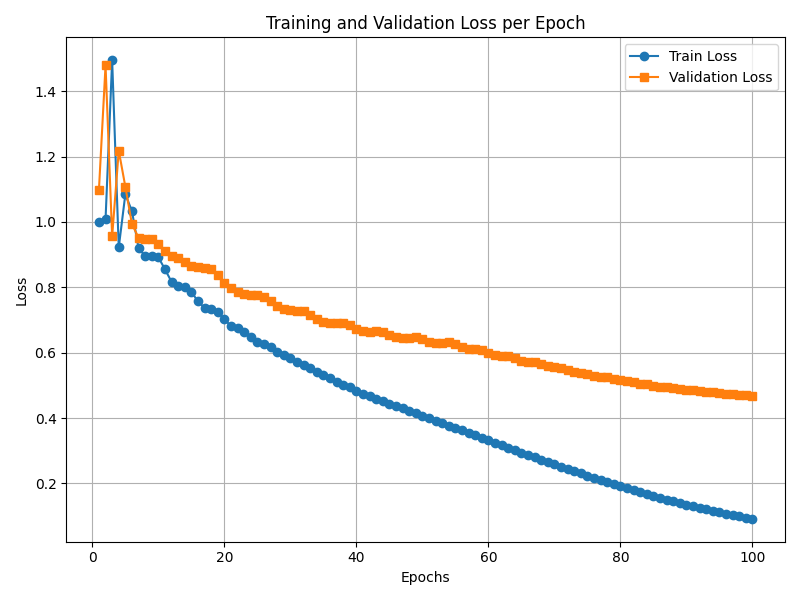 Training and Validation Loss per Epoch
Train Loss
Validation Loss
Loss
1.4
1.2
1.0
0.8
0.6
0.4
0.2
0
20
40
60
80
100
Epochs